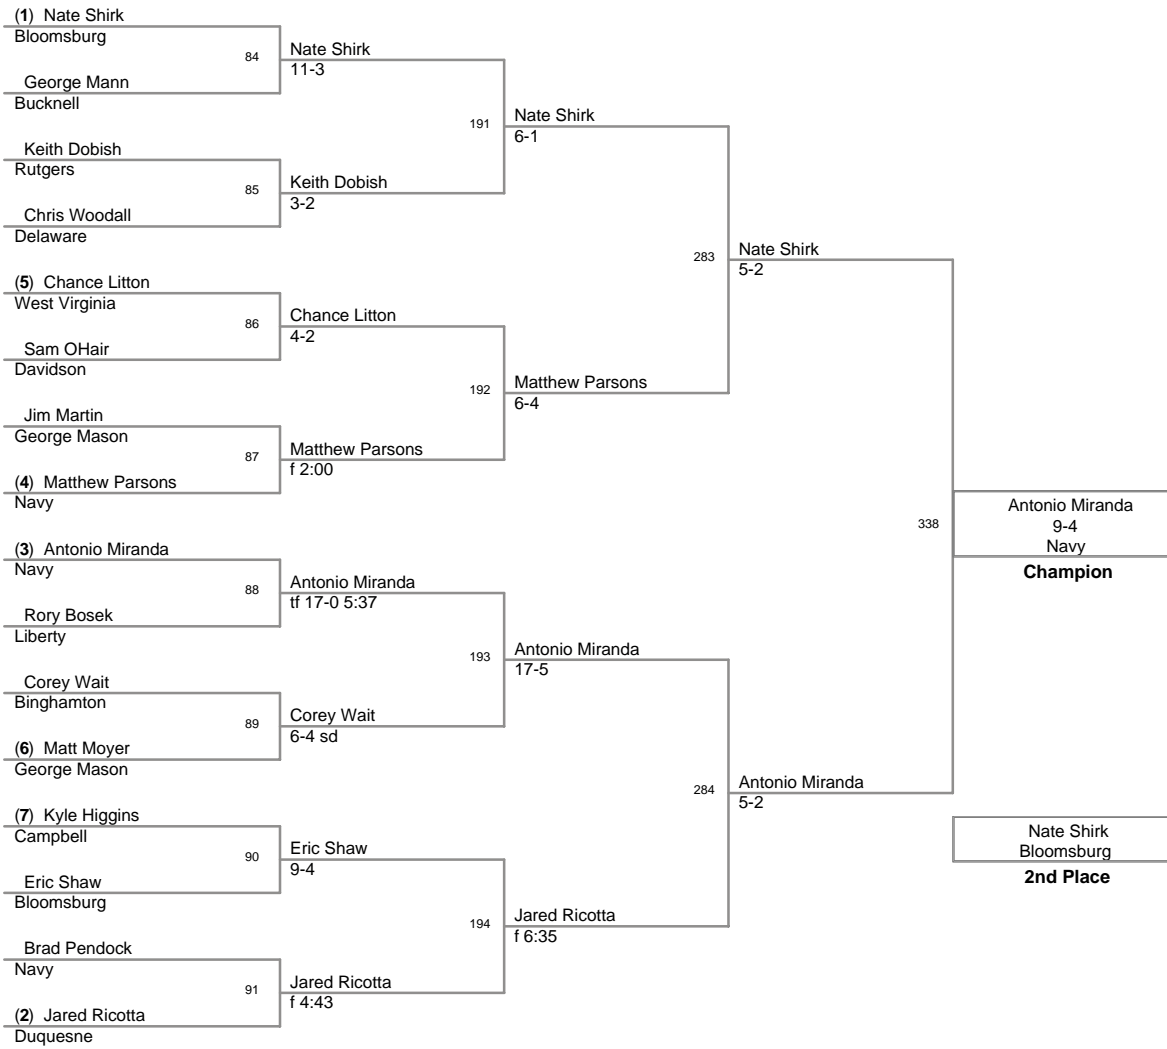 (1) Nate Shirk
Bloomsburg
84
George Mann
Bucknell
Keith Dobish
Rutgers
85
Chris Woodall
Delaware
(5) Chance Litton
West Virginia
86
Sam OHair
Davidson
Jim Martin
George Mason
87
(4) Matthew Parsons
Navy
(3) Antonio Miranda
Navy
88
Rory Bosek
Liberty
Corey Wait
Binghamton
89
(6) Matt Moyer
George Mason
(7) Kyle Higgins
Campbell
90
Eric Shaw
Bloomsburg
Brad Pendock
Navy
91
(2) Jared Ricotta
Duquesne
Nate Shirk
11-3
191
Keith Dobish
3-2
Chance Litton
4-2
192
Matthew Parsons
f 2:00
Antonio Miranda
tf 17-0 5:37
193
Corey Wait
6-4 sd
Eric Shaw
9-4
194
Jared Ricotta
f 4:43
Nate Shirk
6-1
283
Matthew Parsons
6-4
Antonio Miranda
17-5
284
Jared Ricotta
f 6:35
Nate Shirk
5-2
338
Antonio Miranda
5-2
Antonio Miranda
9-4
Navy
Champion
Nate Shirk
Bloomsburg
2nd Place